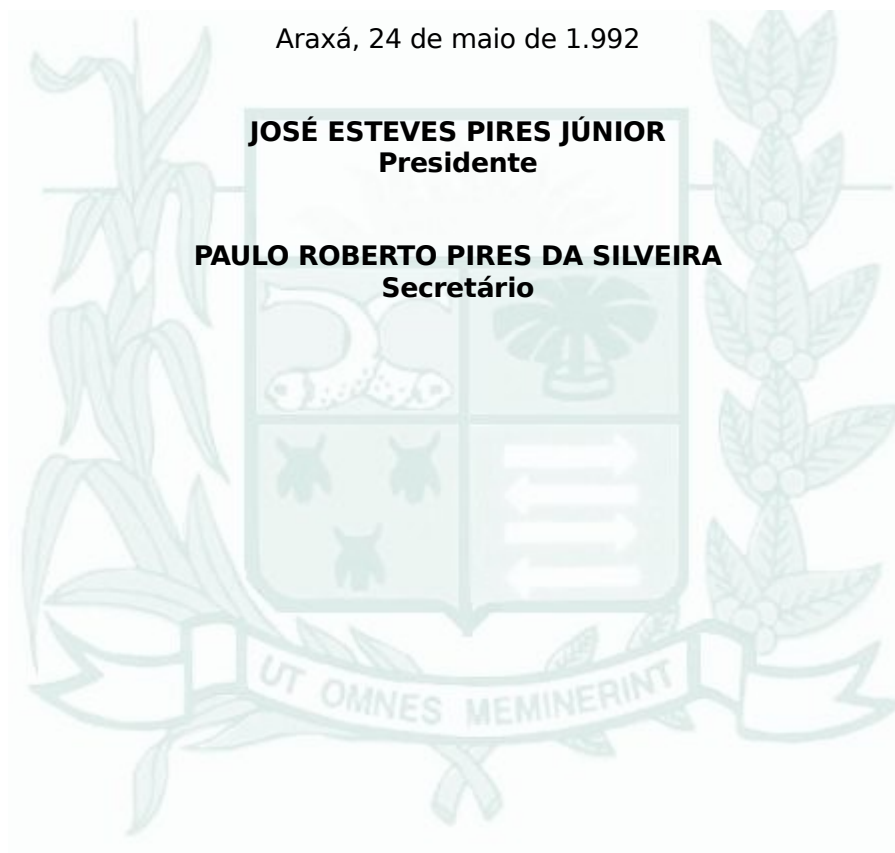 Araxá, 24 de maio de 1.992
JOSÉ ESTEVES PIRES JÚNIOR
Presidente
PAULO ROBERTO PIRES DA SILVEIRA
Secretário
UT OMNES MEMINERINT